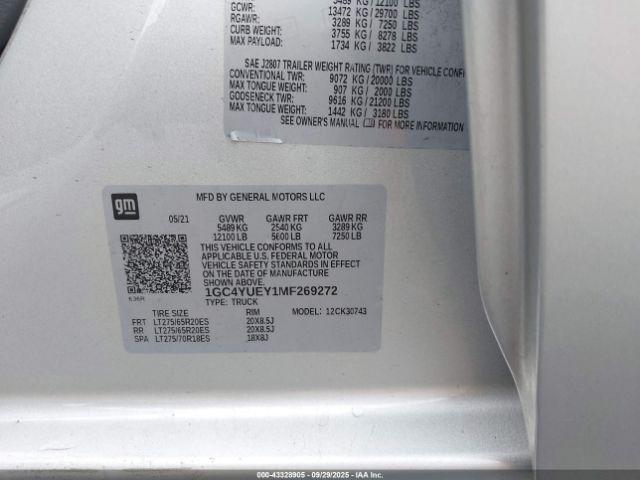 5489 KG / 12100 LBS
GCWR: 13472 KG / 29700 LBS
RGAWR: 3289 KG / 7250 LBS
CURB WEIGHT: 3755 KG / 8278 LBS
MAX PAYLOAD: 1734 KG / 3822 LBS
SAE J2807 TRAILER WEIGHT RATING (TWR) FOR VEHICLE
CONVENTIONAL TWR: 9072 KG / 20000 LBS
MAX TONGUE WEIGHT: 907 KG / 2000 LBS
GOOSENECK TWR: 9616 KG / 21200 LBS
MAX TONGUE WEIGHT: 1442 KG / 3180 LBS
SEE OWNER'S MANUAL FOR MORE INFORMATION
gm
MFD BY GENERAL MOTORS LLC
05/21 GVWR GAWR FRT GAWR RR
5489 KG 2540 KG 3289 KG
12100 LB 5600 LB 7250 LB
THIS VEHICLE CONFORMS TO ALL
APPLICABLE U.S. FEDERAL MOTOR
VEHICLE SAFETY STANDARDS IN EFFECT
ON THE DATE OF MANUFACTURE
SHOWN ABOVE.
1GC4YUEY1MF269272
636R TYPE: TRUCK
TIRE SIZE RIM MODEL: 12CK30743
FRT LT275/65R20ES 20X8.5J
RR LT275/65R20ES 20X8.5J
SPA LT275/70R18ES 18X8J
000-43328905 - 09/29/2025 - IAAI Inc.